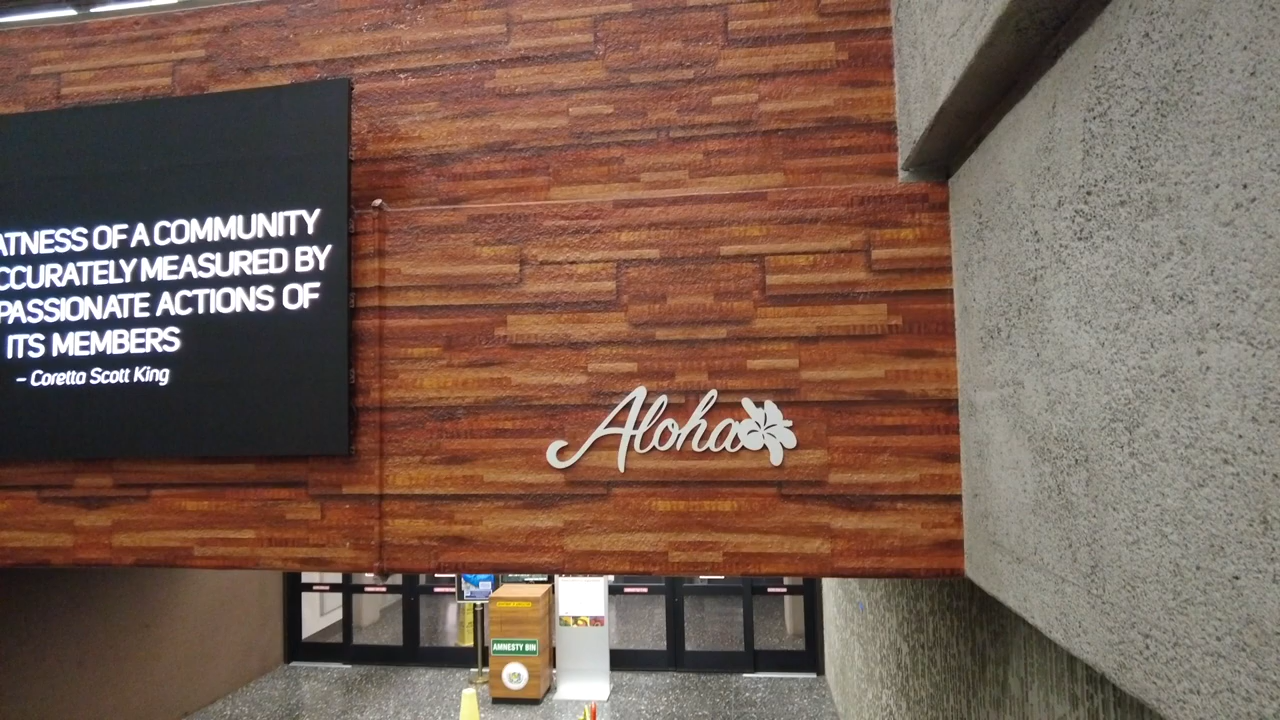 ATNESS OF A COMMUNITY
CCURATELY MEASURED BY
PASSIONATE ACTIONS OF
ITS MEMBERS
– Coretta Scott King
Aloha
AMNESTY BIN